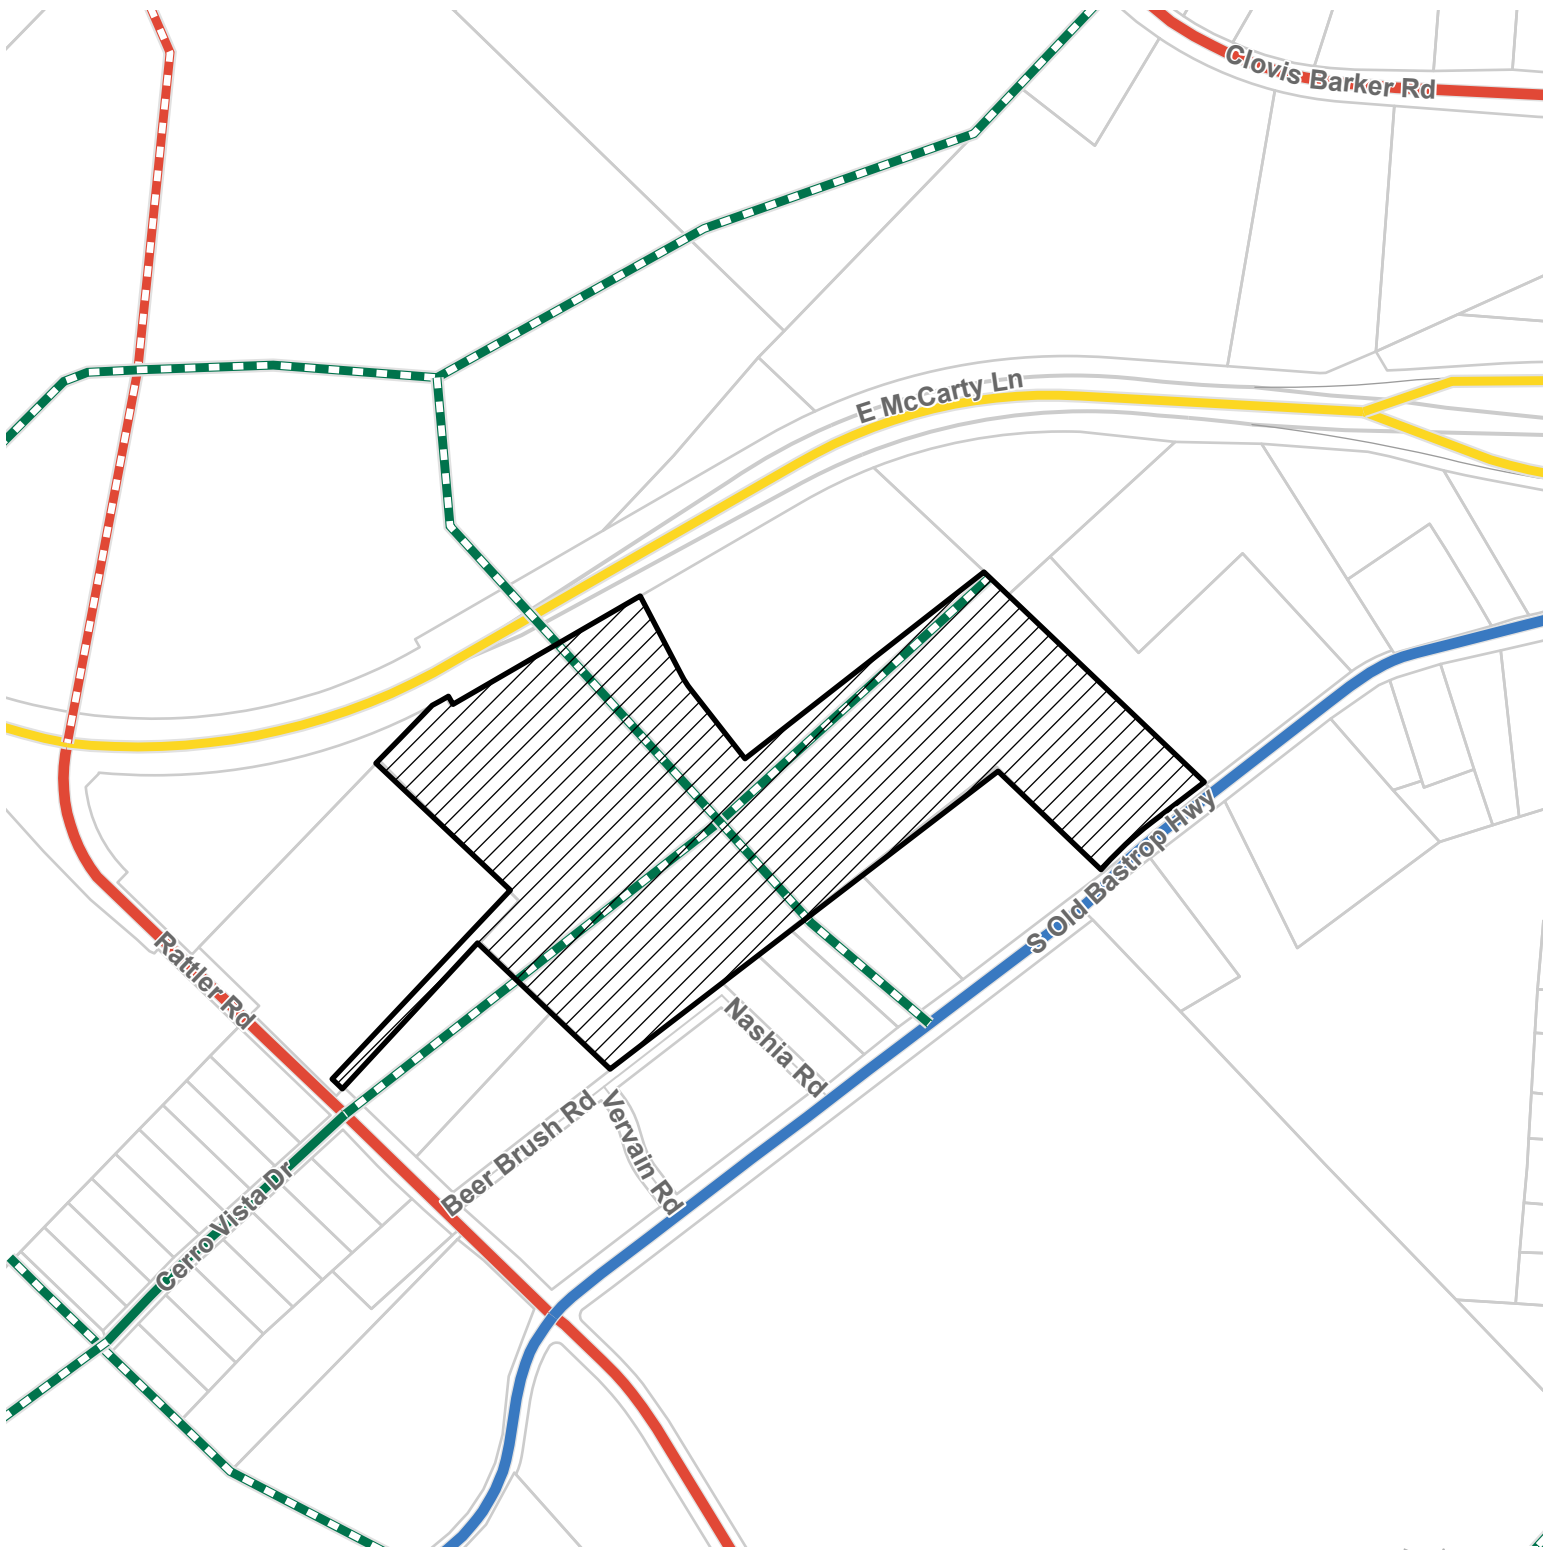 Clovis Barker Rd
E McCarty Ln
S Old Bastrop Hwy
Rattler Rd
Nashia Rd
Beer Brush Rd
Vervain Rd
Cerro Vista Dr